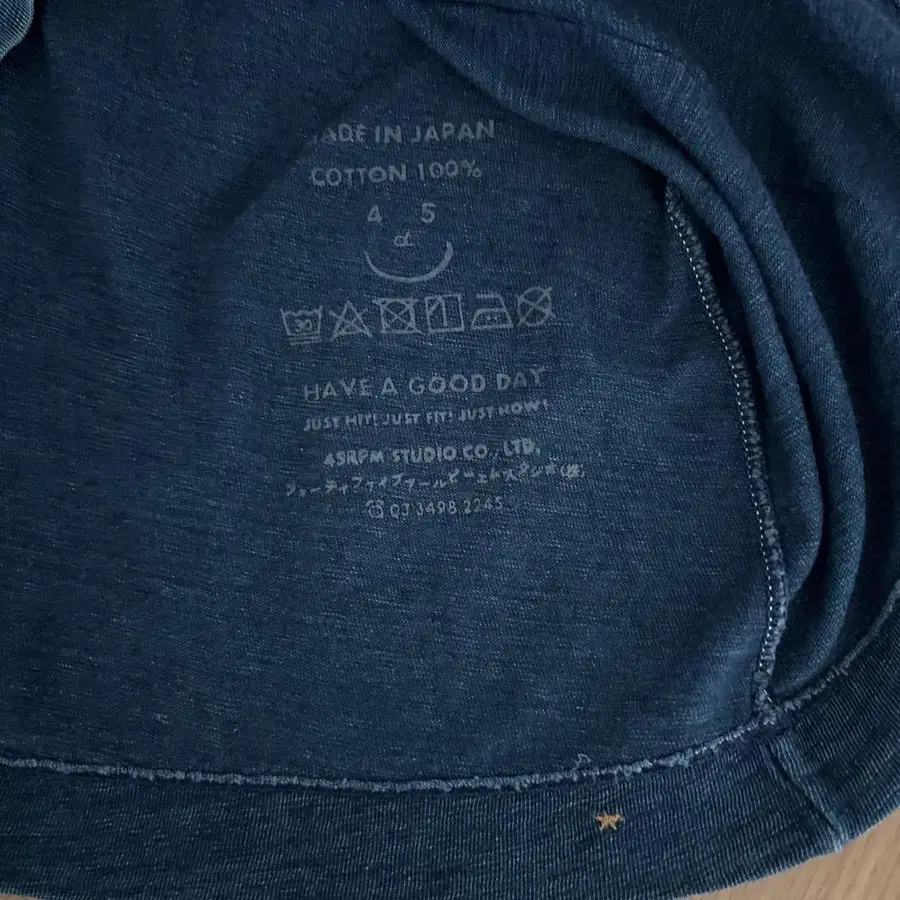 MADE IN JAPAN
COTTON 100%
4 5
d
30
HAVE A GOOD DAY
JUST HIT! JUST FIT! JUST NOW!
45RPM STUDIO CO., LTD.
フォーティファイブアールピーエムスタジオ(株)
☎ 03 3498 2245